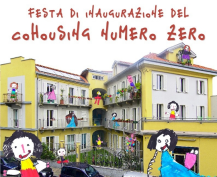 FESTA DI INAUGURAZIONE DEL
COHOUSING NUMERO ZERO